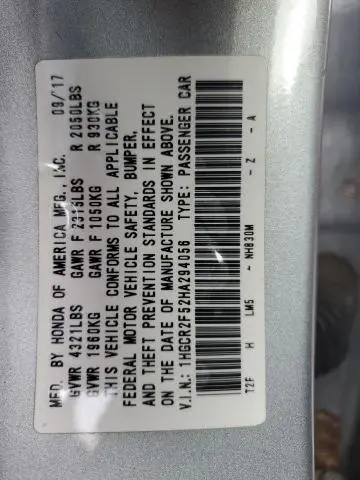 MFD. BY HONDA OF AMERICA MFG., INC. 09/17
GVWR 4321LBS GAWR F 2313LBS R 2050LBS
GVWR 1960KG GAWR F 1050KG R 930KG
THIS VEHICLE CONFORMS TO ALL APPLICABLE
FEDERAL MOTOR VEHICLE SAFETY, BUMPER,
AND THEFT PREVENTION STANDARDS IN EFFECT
ON THE DATE OF MANUFACTURE SHOWN ABOVE.
V.I.N.: 1HGCR2F52HA294066 TYPE: PASSENGER CAR
T2F H LM5 - NH830M - Z - A